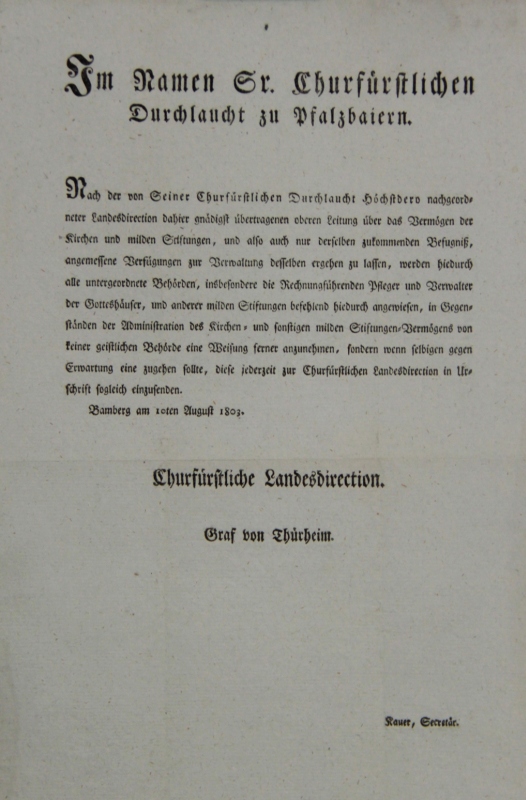 Im Namen Sr. Churfürstlichen
Durchlaucht zu Pfalzbaiern.
Nach der von Seiner Churfürstlichen Durchlaucht Höchstdero nachgeord-
neter Landesdirection dahier gnädigst übertragenen oberen Leitung über das Vermögen der
Kirchen und milden Stiftungen, und also auch nur derselben zukommenden Befugniß,
angemessene Verfügungen zur Verwaltung desselben ergehen zu lassen, werden hiedurch
alle untergeordnete Behörden, insbesondere die Rechnungführenden Pfleger und Verwalter
der Gotteshäuser, und anderer milden Stiftungen befehlend hiedurch angewiesen, in Gegen-
ständen der Administration des Kirchen- und sonstigen milden Stiftungen-Vermögens von
keiner geistlichen Behörde eine Weisung ferner anzunehmen, sondern wenn selbigen gegen
Erwartung eine zugehen sollte, diese jederzeit zur Churfürstlichen Landesdirection in Ur-
schrift sogleich einzusenden.
Bamberg am 10ten August 1803.
Churfürstliche Landesdirection.
Graf von Thürheim.
Kauer, Secretär.